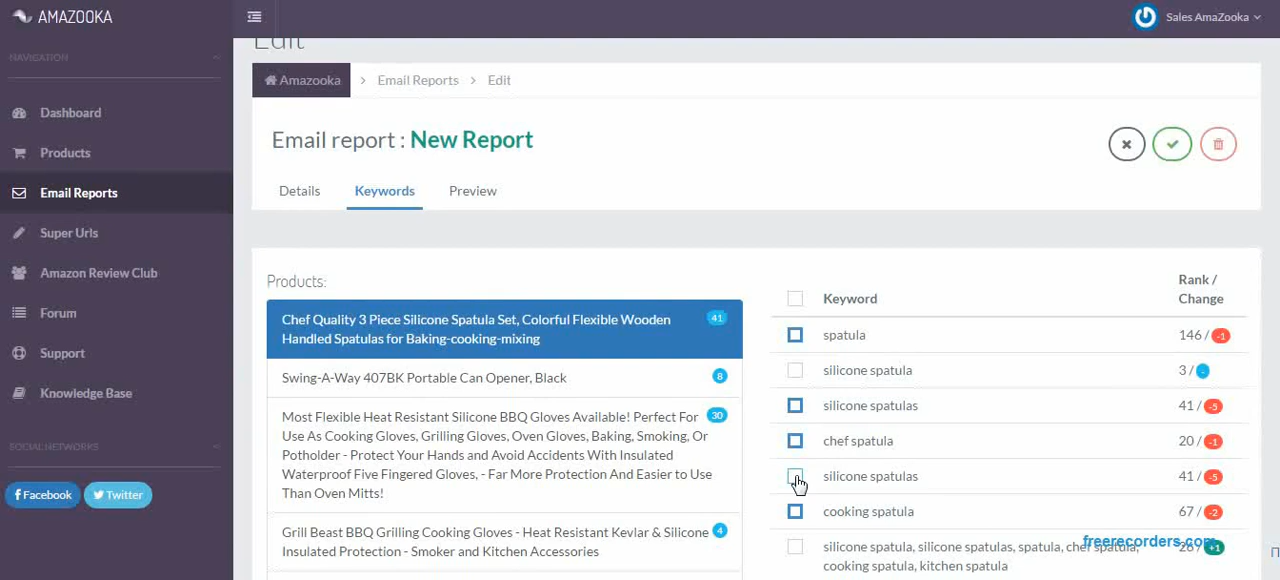 AMAZOOKA
Sales AmaZooka
NAVIGATION
Dashboard
Products
Email Reports
Super Urls
Amazon Review Club
Forum
Support
Knowledge Base
SOCIAL NETWORKS
Facebook
Twitter
Edit
Amazooka > Email Reports > Edit
Email report : New Report
Details Keywords Preview
Products:
Chef Quality 3 Piece Silicone Spatula Set, Colorful Flexible Wooden 41
Handled Spatulas for Baking-cooking-mixing
Swing-A-Way 407BK Portable Can Opener, Black 8
Most Flexible Heat Resistant Silicone BBQ Gloves Available! Perfect For 30
Use As Cooking Gloves, Grilling Gloves, Oven Gloves, Baking, Smoking, Or
Potholder - Protect Your Hands and Avoid Accidents With Insulated
Waterproof Five Fingered Gloves, - Far More Protection And Easier to Use
Than Oven Mitts!
Grill Beast BBQ Grilling Cooking Gloves - Heat Resistant Kevlar & Silicone 4
Insulated Protection - Smoker and Kitchen Accessories
Keyword Rank /
Change
spatula 146 / -1
silicone spatula 3 / -
silicone spatulas 41 / -5
chef spatula 20 / -1
silicone spatulas 41 / -5
cooking spatula 67 / -2
silicone spatula, silicone spatulas, spatula, chef spatula, +1
cooking spatula, kitchen spatula
freerecorders.com